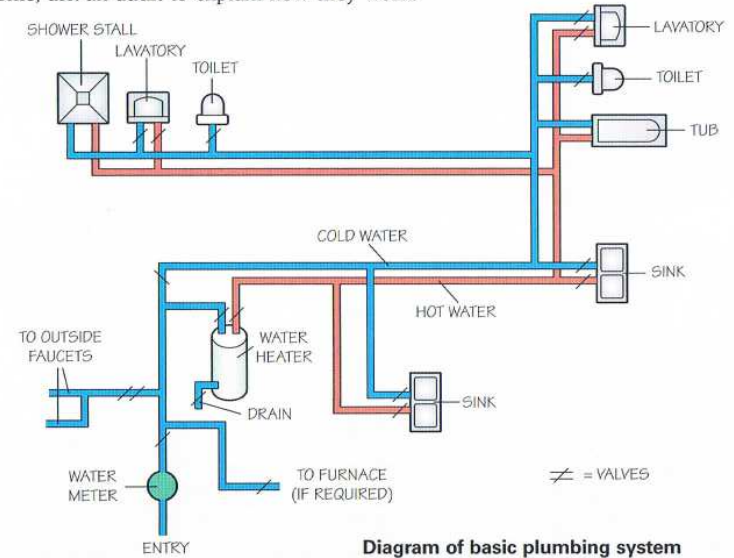 SHOWER STALL
LAVATORY
TOILET
LAVATORY
TOILET
TUB
COLD WATER
SINK
HOT WATER
TO OUTSIDE
FAUCETS
WATER
HEATER
DRAIN
SINK
WATER
METER
TO FURNACE
(IF REQUIRED)
= VALVES
ENTRY
Diagram of basic plumbing system